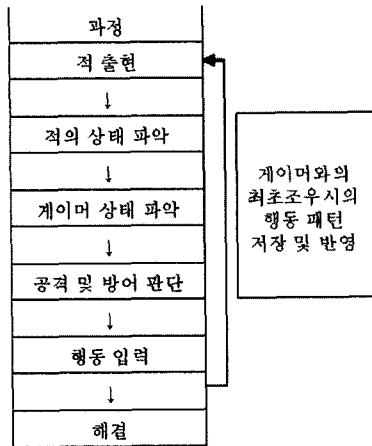 과정
적 출현
↓
적의 상태 파악
↓
게이머 상태 파악
↓
공격 및 방어 판단
↓
행동 입력
↓
해결
게이머와의
최초조우시의
행동 패턴
저장 및 반영